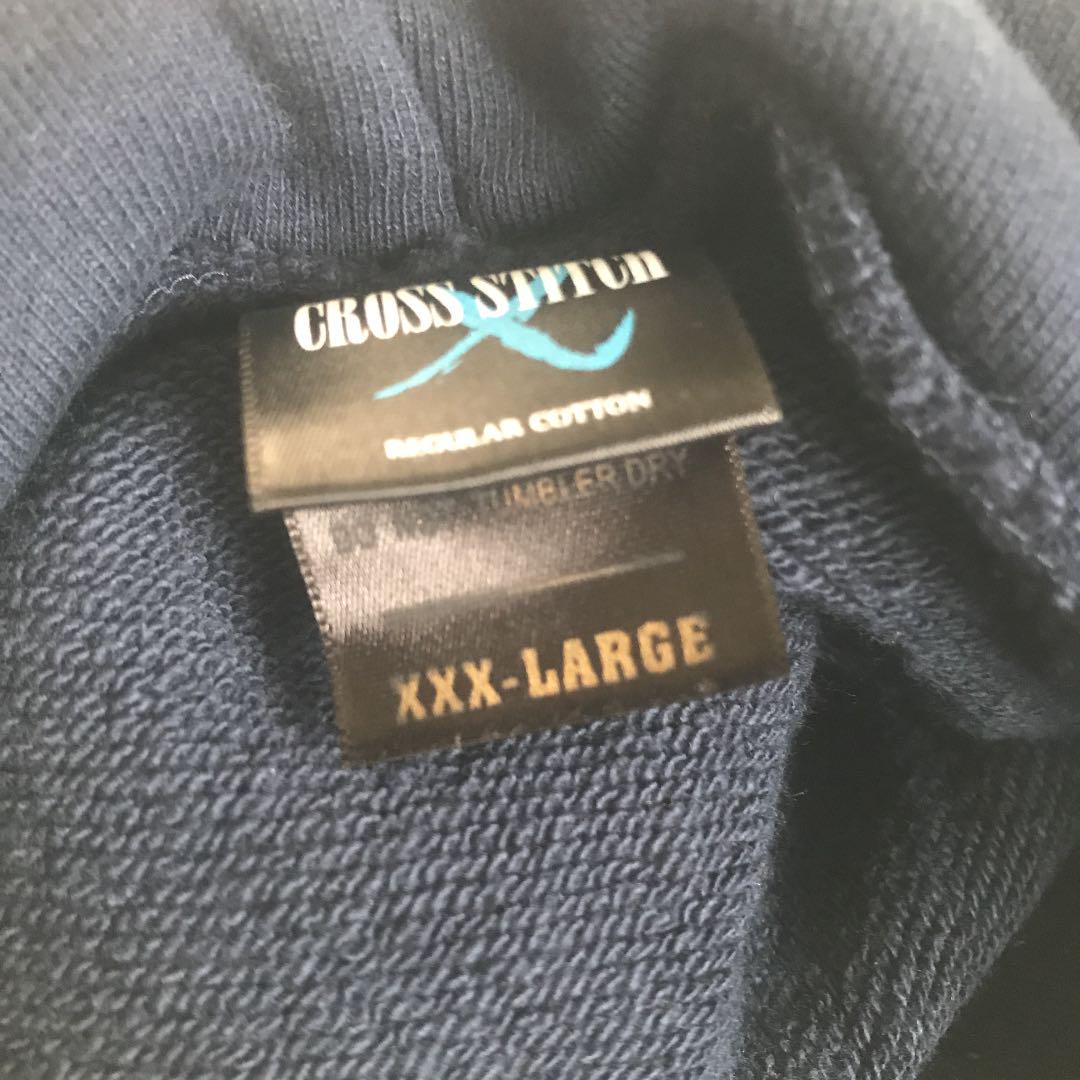 CROSS STITCH
REGULAR COTTON
TUMBLER DRY
XXX-LARGE